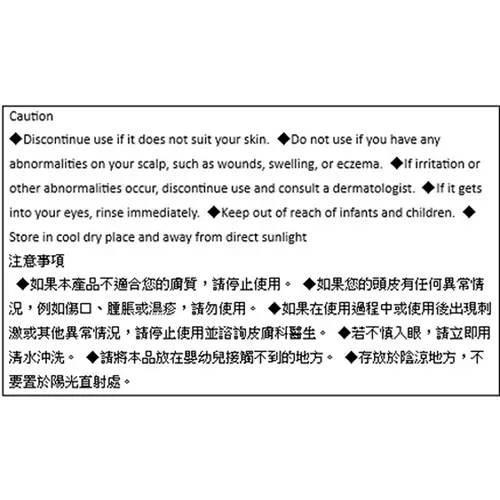 Caution
◆Discontinue use if it does not suit your skin. ◆Do not use if you have any
abnormalities on your scalp, such as wounds, swelling, or eczema. ◆If irritation or
other abnormalities occur, discontinue use and consult a dermatologist. ◆If it gets
into your eyes, rinse immediately. ◆Keep out of reach of infants and children. ◆
Store in cool dry place and away from direct sunlight
注意事項
◆如果本產品不適合您的膚質，請停止使用。 ◆如果您的頭皮有任何異常情
況，例如傷口、腫脹或濕疹，請勿使用。 ◆如果在使用過程中或使用後出現刺
激或其他異常情況，請停止使用並諮詢皮膚科醫生。 ◆若不慎入眼，請立即用
清水沖洗。 ◆請將本品放在嬰幼兒接觸不到的地方。 ◆存放於陰涼地方，不
要置於陽光直射處。